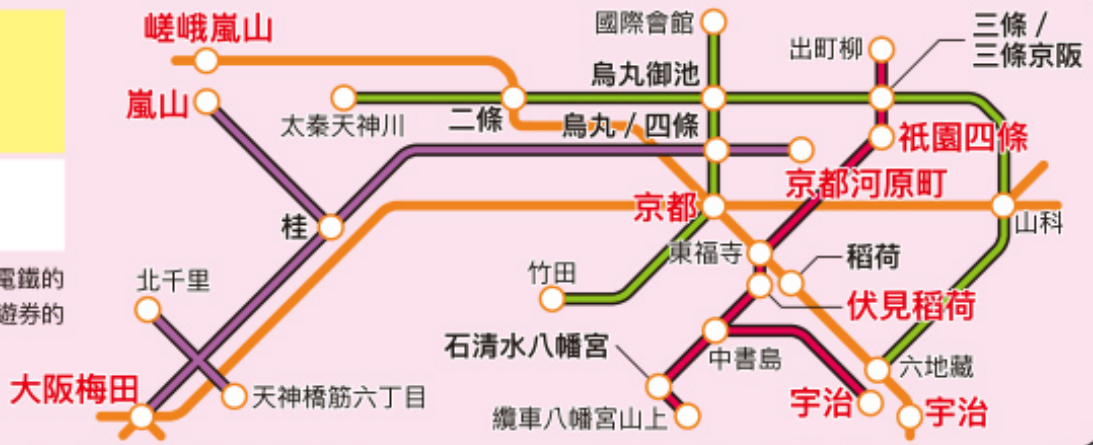 嵯峨嵐山
國際會館
出町柳
三條 /
三條京阪
嵐山
烏丸御池
太秦天神川
二條
烏丸 / 四條
祇園四條
京都河原町
京都
桂
山科
東福寺
稻荷
竹田
北千里
電鐵的
遊券的
伏見稻荷
石清水八幡宮
中書島
六地藏
大阪梅田
天神橋筋六丁目
纜車八幡宮山上
宇治
宇治